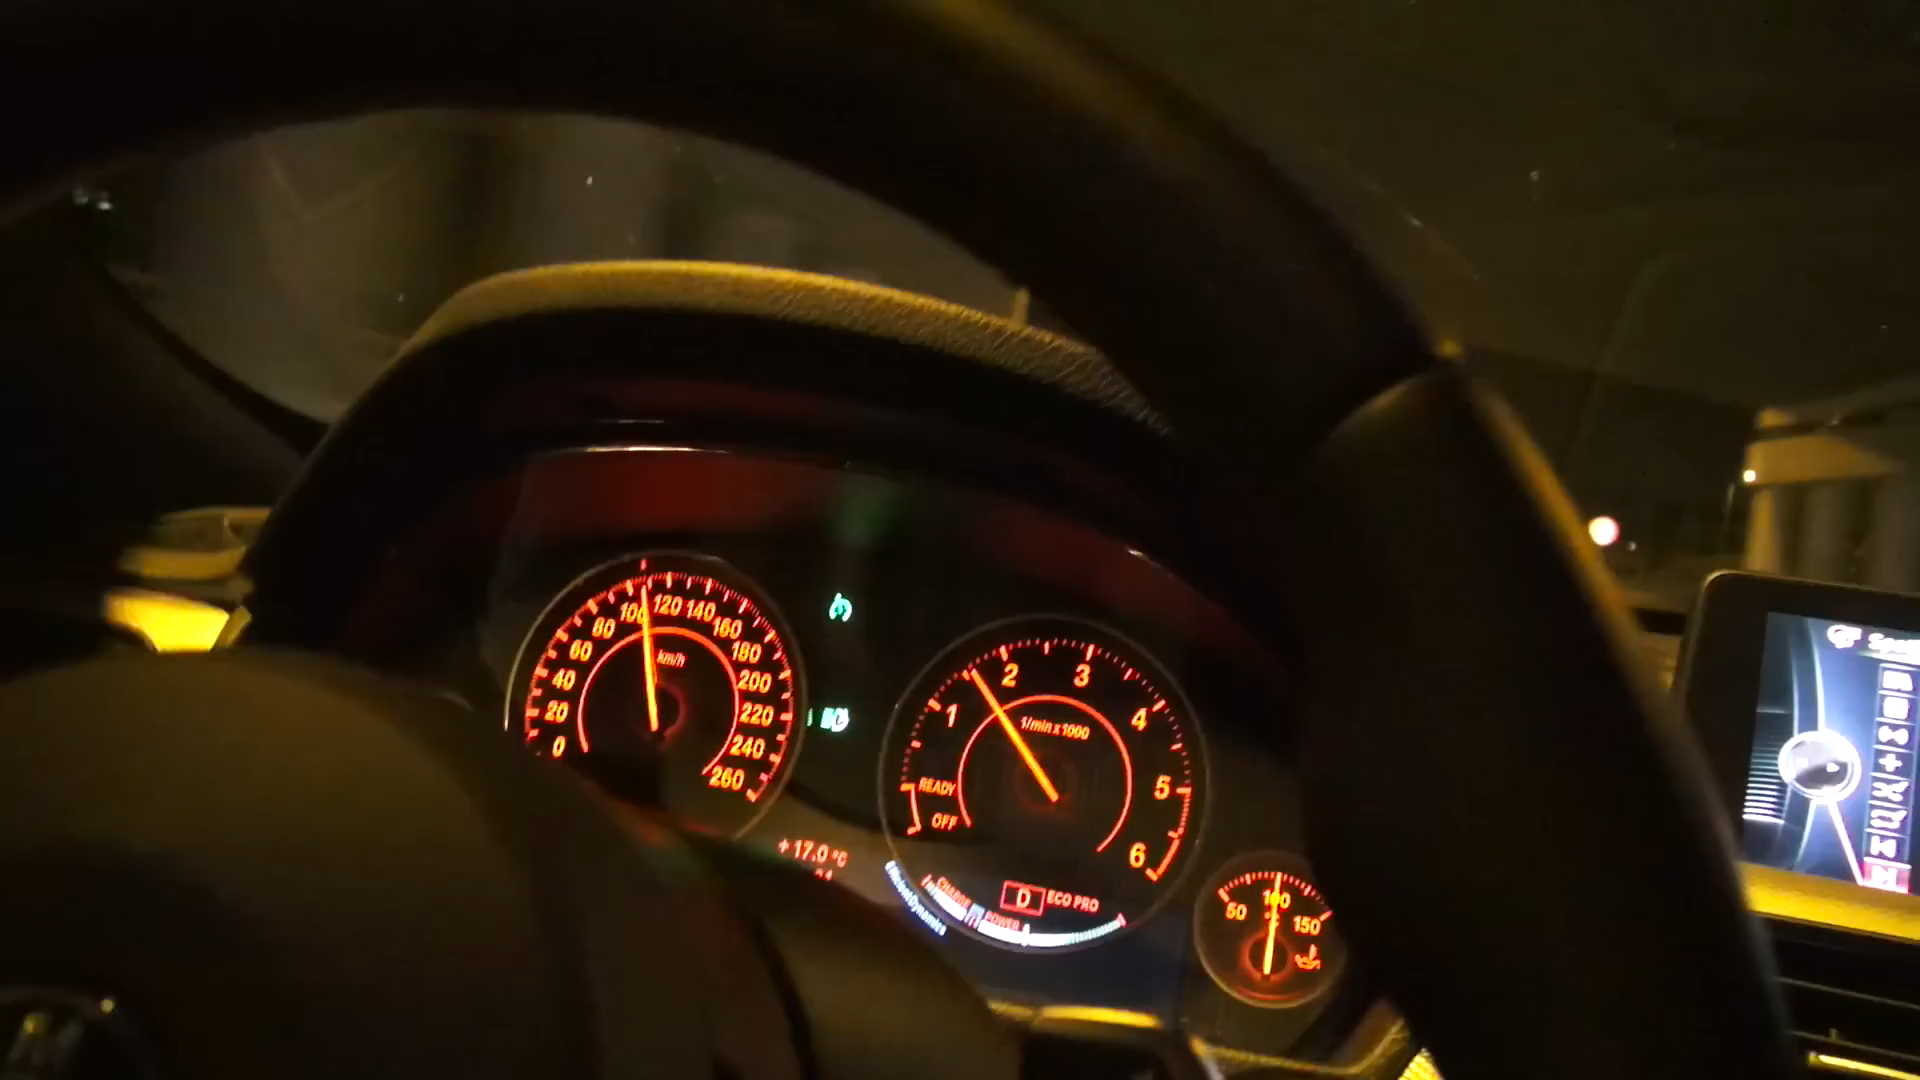 0
20
40
60
80
100
120
140
160
180
200
220
240
260
km/h
+17.0 °C
1
2
3
4
5
6
1/min x 1000
READY
OFF
CHARGE
POWER
D
ECO PRO
EfficientDynamics
50
100
150